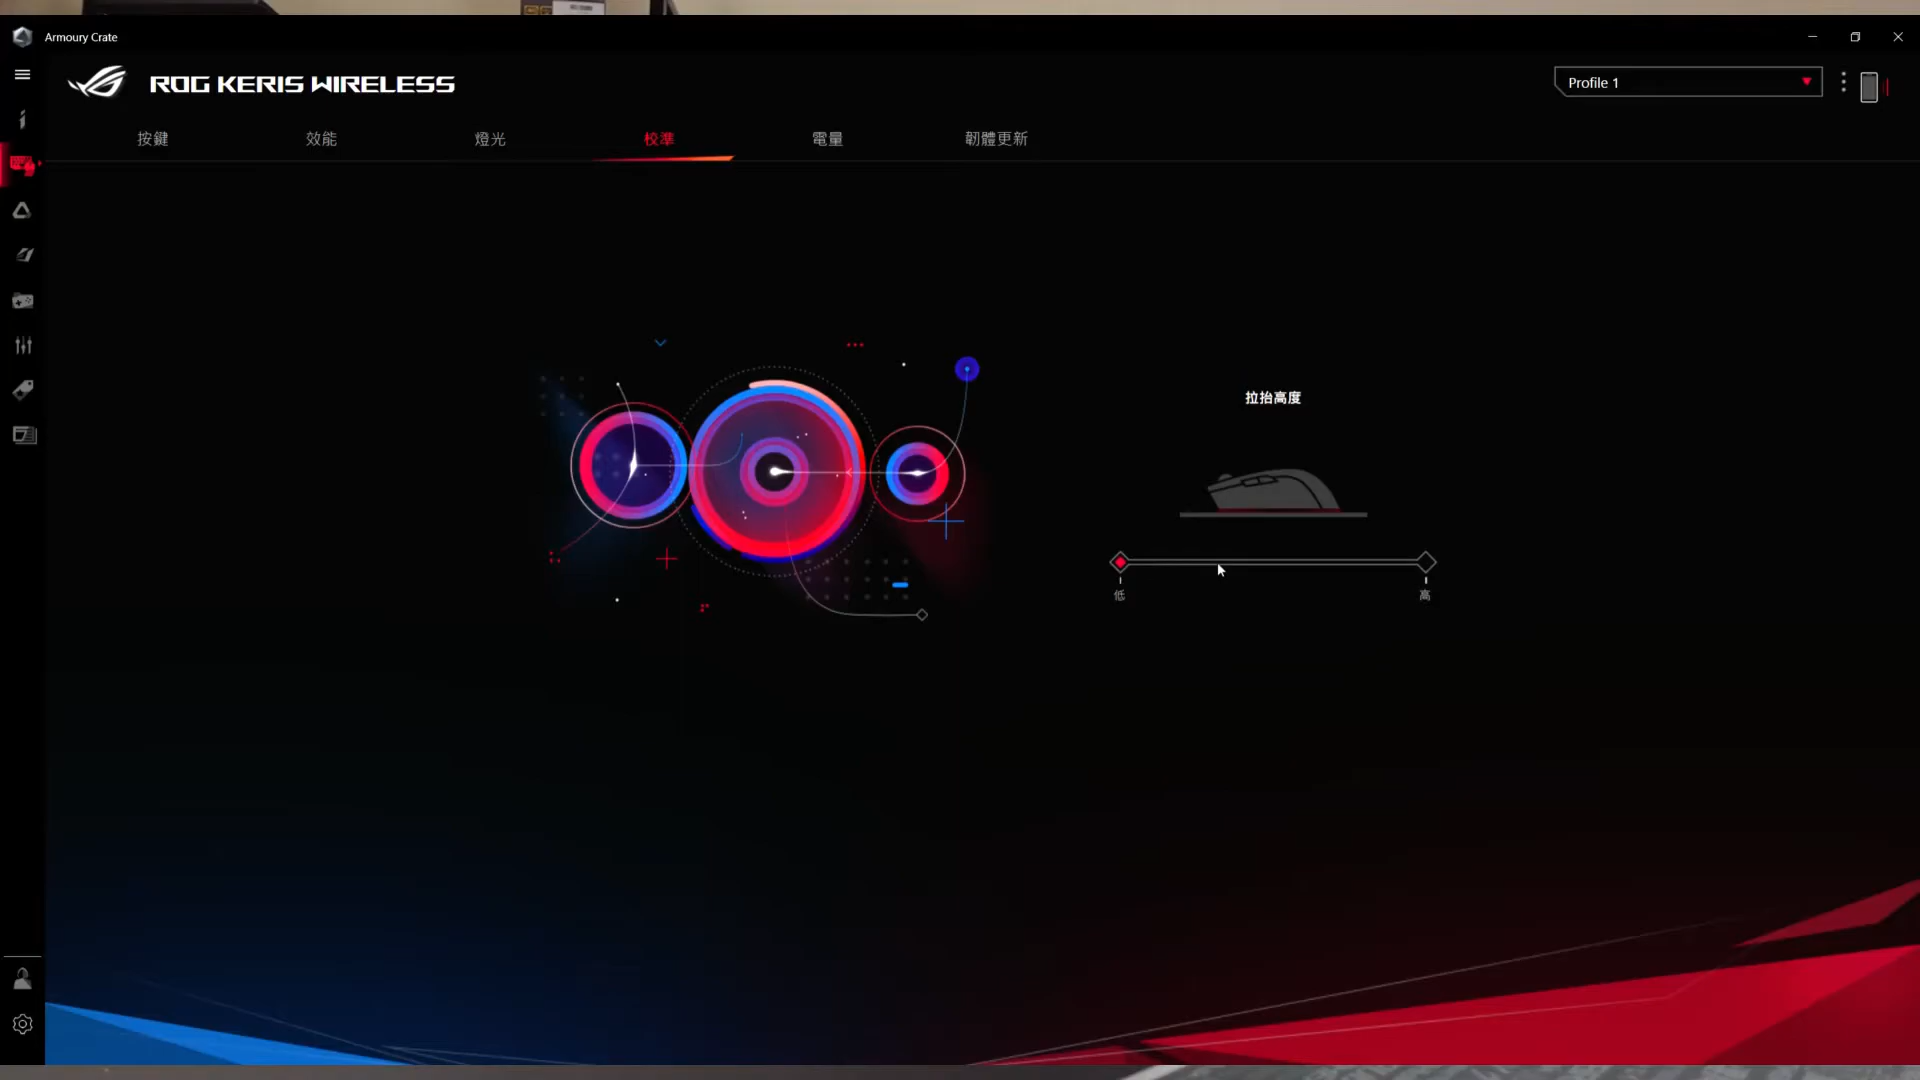 Armoury Crate
ROG KERIS WIRELESS
Profile 1
按鍵
效能
燈光
校準
電量
韌體更新
拉抬高度
低
高